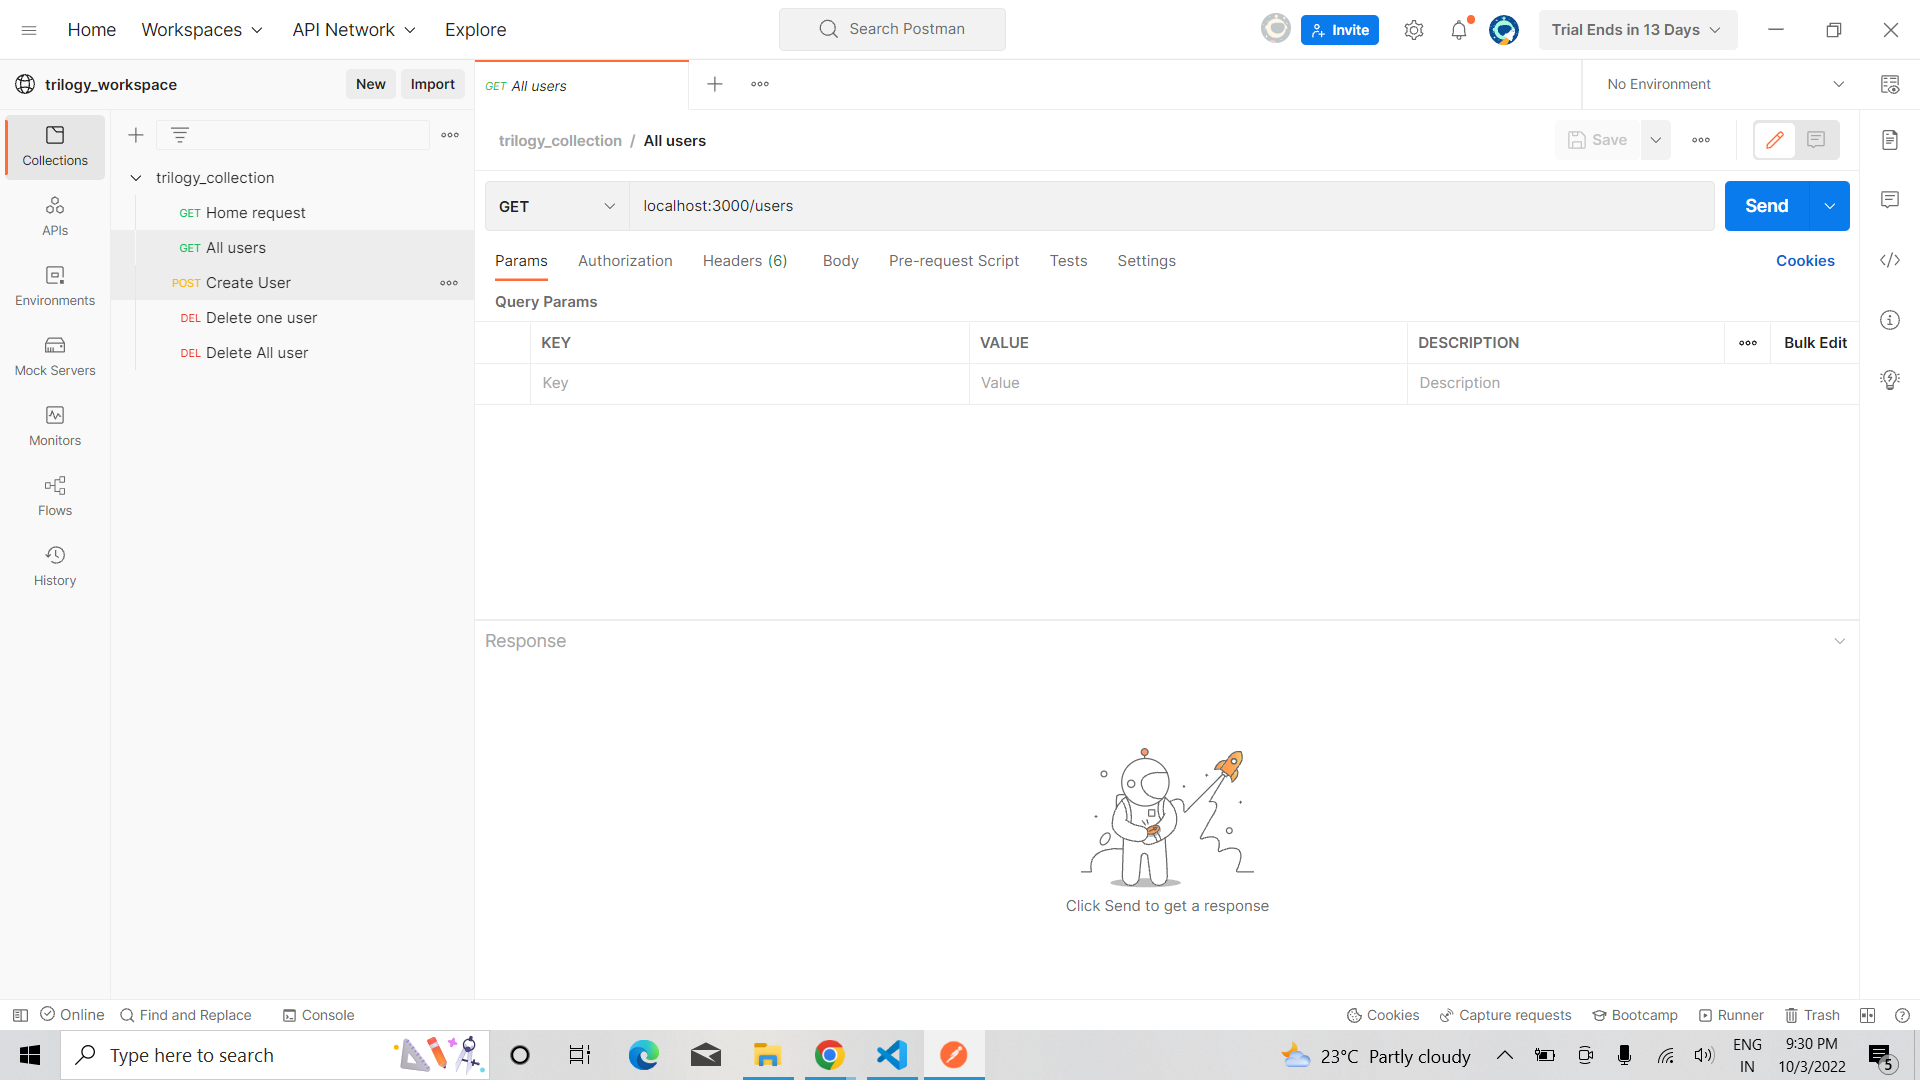 Home Workspaces API Network Explore Search Postman Invite Trial Ends in 13 Days
trilogy_workspace New Import GET All users No Environment
Collections
APIs
Environments
Mock Servers
Monitors
Flows
History
trilogy_collection
GET Home request
GET All users
POST Create User
DEL Delete one user
DEL Delete All user
trilogy_collection / All users Save
GET localhost:3000/users Send
Params Authorization Headers (6) Body Pre-request Script Tests Settings Cookies
Query Params
KEY VALUE DESCRIPTION Bulk Edit
Key Value Description
Response
Click Send to get a response
Online Find and Replace Console Cookies Capture requests Bootcamp Runner Trash
Type here to search 23°C Partly cloudy ENG IN 9:30 PM 10/3/2022 5